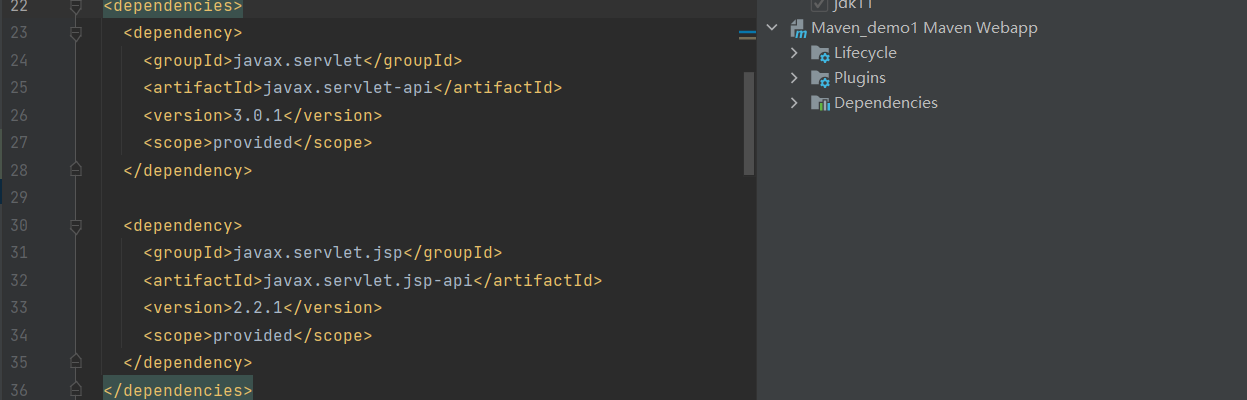 22 <dependencies>
23 <dependency>
24 <groupId>javax.servlet</groupId>
25 <artifactId>javax.servlet-api</artifactId>
26 <version>3.0.1</version>
27 <scope>provided</scope>
28 </dependency>
29
30 <dependency>
31 <groupId>javax.servlet.jsp</groupId>
32 <artifactId>javax.servlet.jsp-api</artifactId>
33 <version>2.2.1</version>
34 <scope>provided</scope>
35 </dependency>
36 </dependencies>
jdk11
Maven_demo1 Maven Webapp
Lifecycle
Plugins
Dependencies